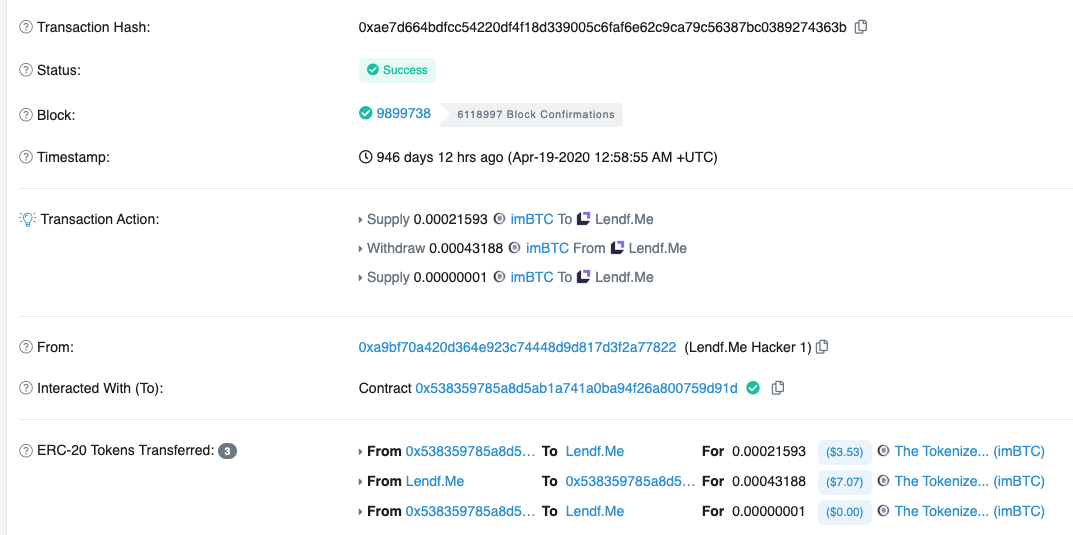 Transaction Hash: 0xae7d664bdfcc54220df4f18d339005c6faf6e62c9ca79c56387bc0389274363b
Status: Success
Block: 9899738 6118997 Block Confirmations
Timestamp: 946 days 12 hrs ago (Apr-19-2020 12:58:55 AM +UTC)
Transaction Action: Supply 0.00021593 imBTC To Lendf.Me
Withdraw 0.00043188 imBTC From Lendf.Me
Supply 0.00000001 imBTC To Lendf.Me
From: 0xa9bf70a420d364e923c74448d9d817d3f2a77822 (Lendf.Me Hacker 1)
Interacted With (To): Contract 0x538359785a8d5ab1a741a0ba94f26a800759d91d
ERC-20 Tokens Transferred: 3 From 0x538359785a8d5... To Lendf.Me For 0.00021593 ($3.53) The Tokenize... (imBTC)
From Lendf.Me To 0x538359785a8d5... For 0.00043188 ($7.07) The Tokenize... (imBTC)
From 0x538359785a8d5... To Lendf.Me For 0.00000001 ($0.00) The Tokenize... (imBTC)